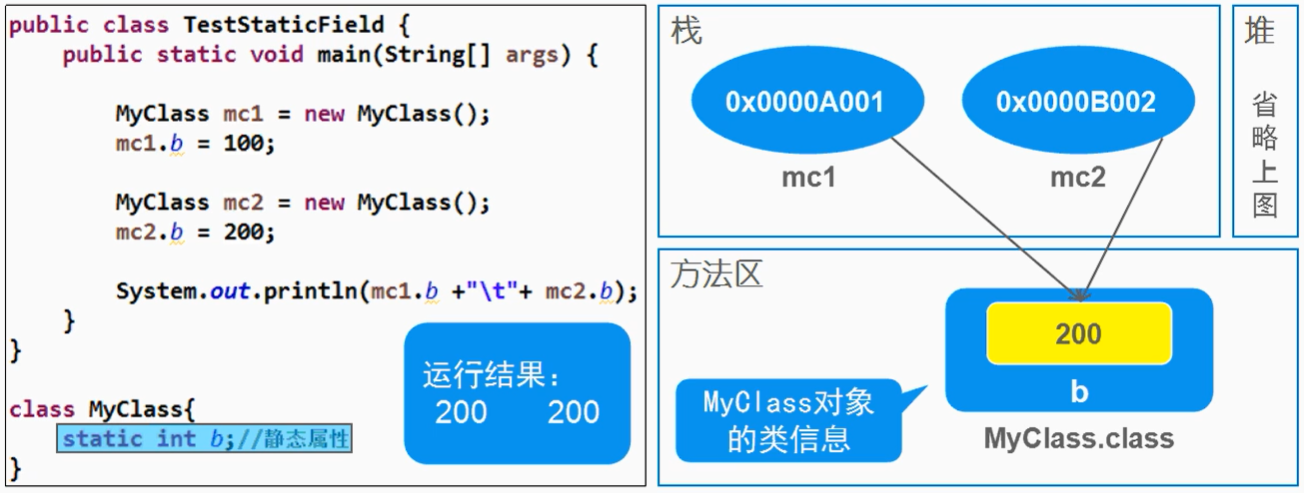 public class TestStaticField {
public static void main(String[] args) {
MyClass mc1 = new MyClass();
mc1.b = 100;
MyClass mc2 = new MyClass();
mc2.b = 200;
System.out.println(mc1.b +"\t"+ mc2.b);
}
}
class MyClass{
static int b;//静态属性
}
运行结果:
200 200
栈
0x0000A001
0x0000B002
mc1
mc2
堆
省
略
上
图
方法区
200
b
MyClass.class
MyClass对象
的类信息